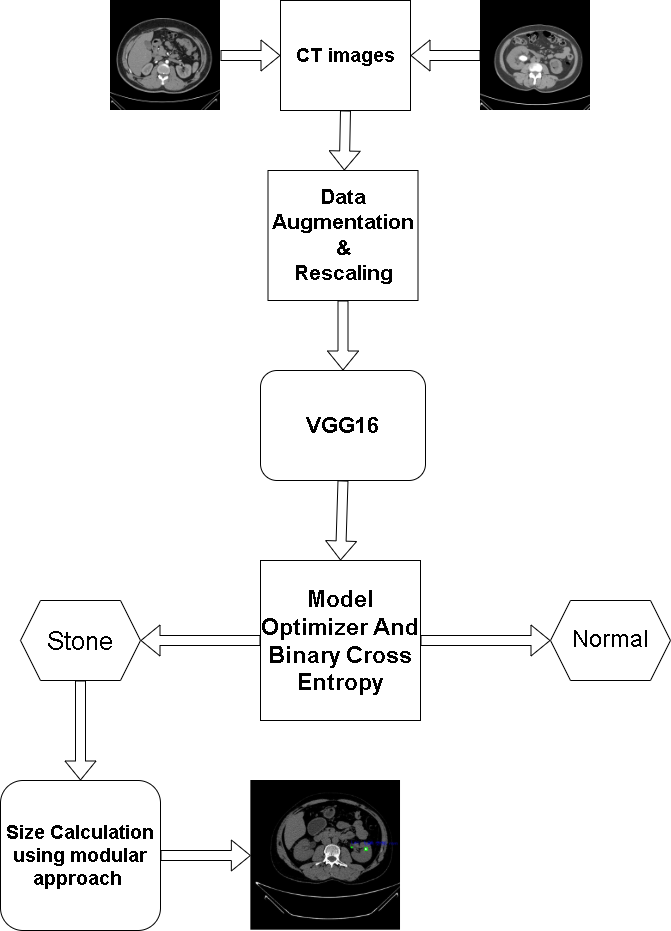 CT images
Data
Augmentation
&
Rescaling
VGG16
Model
Optimizer And
Binary Cross
Entropy
Stone
Normal
Size Calculation
using modular
approach